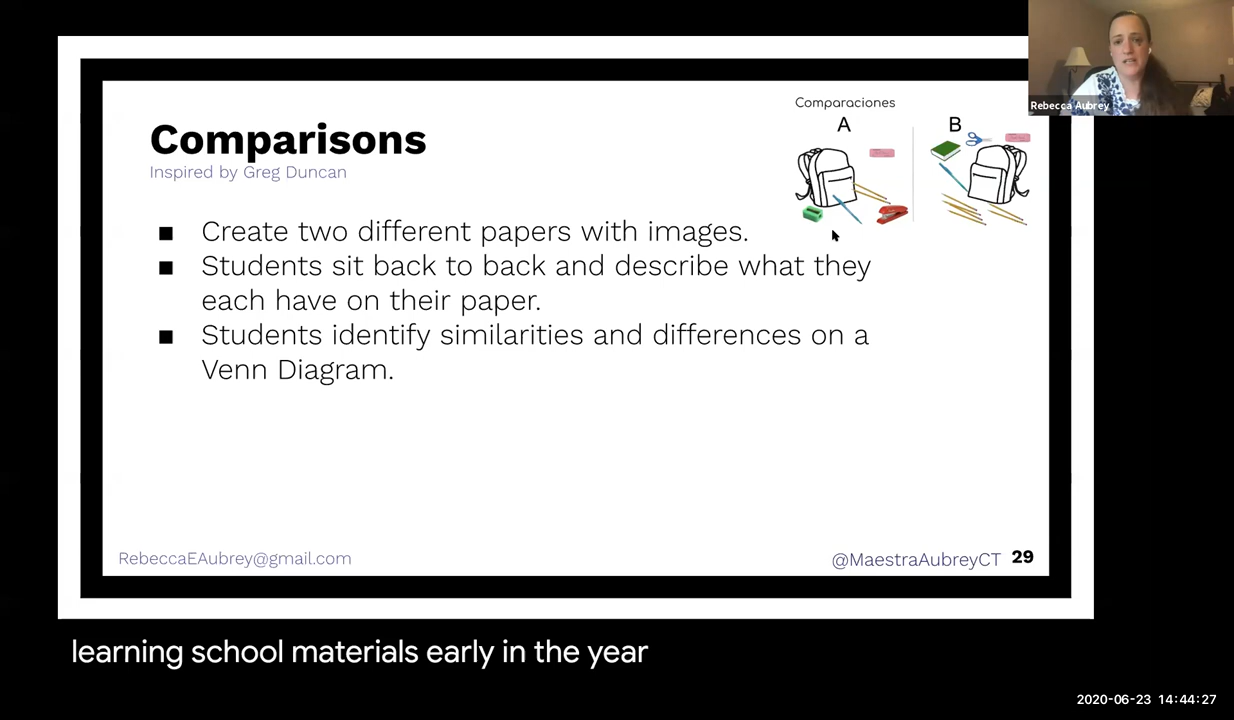 Comparisons
Inspired by Greg Duncan
Comparaciones
A
B
Rebecca Aubrey
■ Create two different papers with images.
■ Students sit back to back and describe what they
each have on their paper.
■ Students identify similarities and differences on a
Venn Diagram.
RebeccaEAubrey@gmail.com
@MaestraAubreyCT 29
learning school materials early in the year
2020-06-23 14:44:27